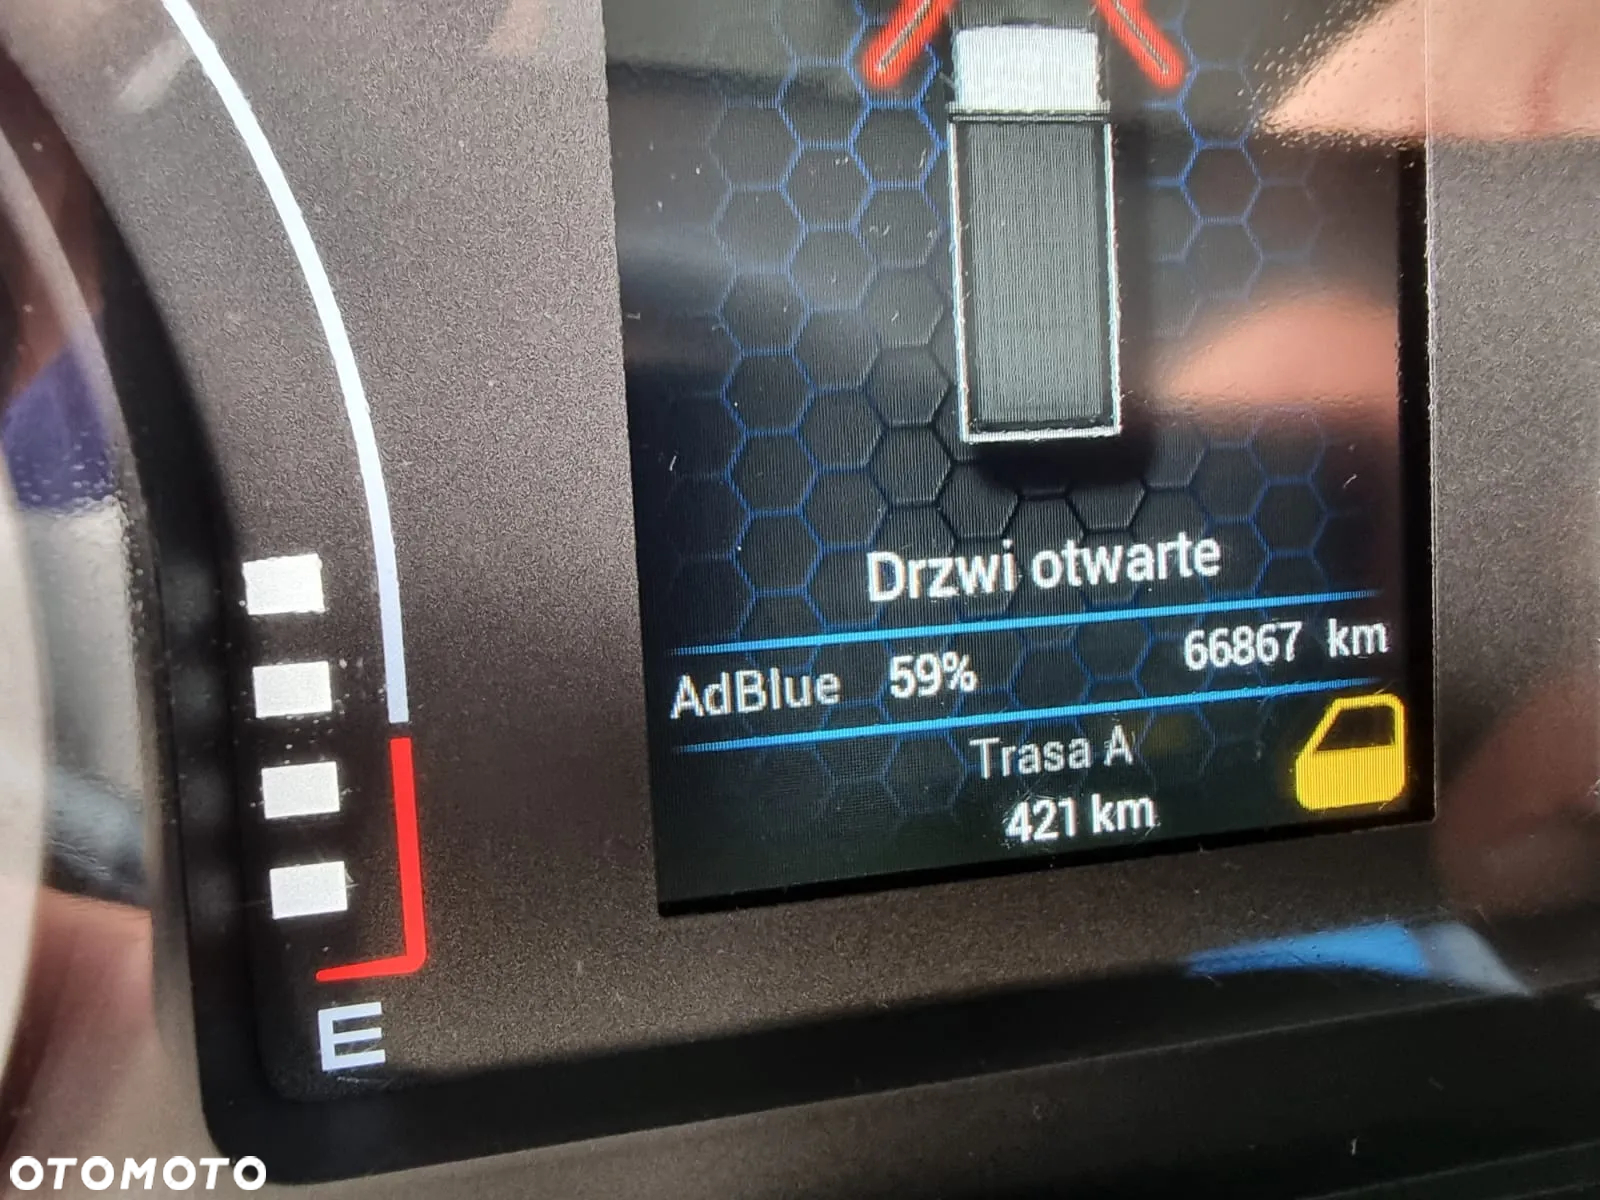 Drzwi otwarte
AdBlue 59% 66867 km
Trasa A
421 km
E
OTOMOTO